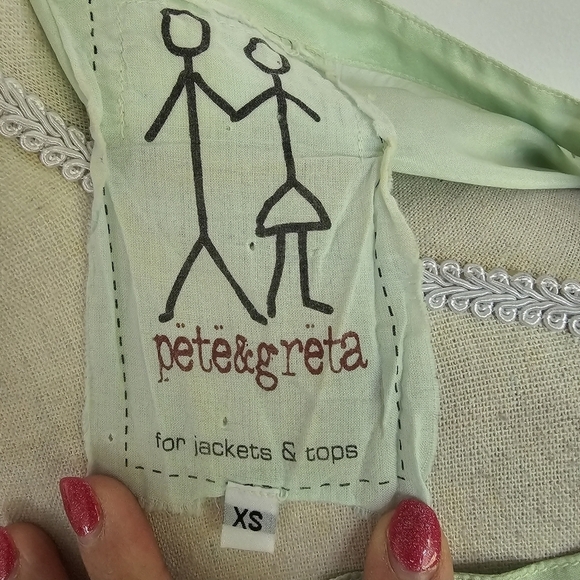 pëtë&grëta
for jackets & tops
XS